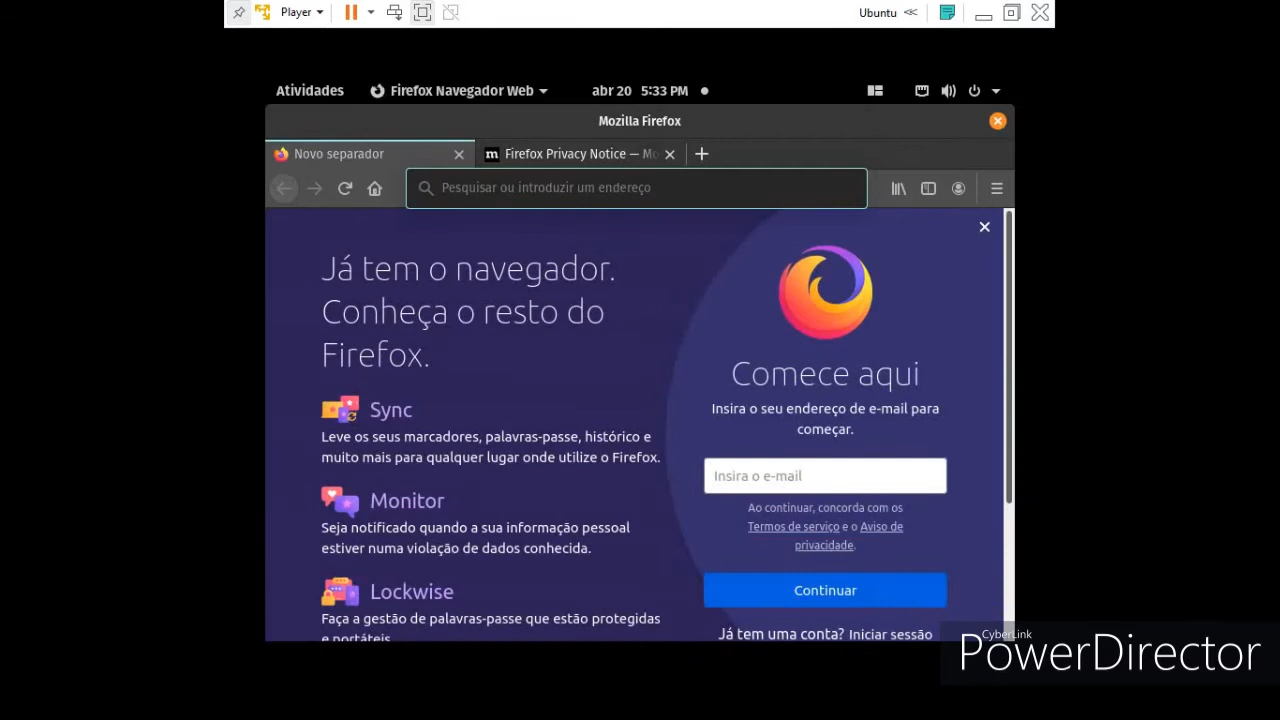 Player
Ubuntu
Atividades
Firefox Navegador Web
abr 20 5:33 PM
Mozilla Firefox
Novo separador
m
Firefox Privacy Notice — Mo
Pesquisar ou introduzir um endereço
Já tem o navegador.
Conheça o resto do
Firefox.
Sync
Leve os seus marcadores, palavras-passe, histórico e
muito mais para qualquer lugar onde utilize o Firefox.
Monitor
Seja notificado quando a sua informação pessoal
estiver numa violação de dados conhecida.
Lockwise
Faça a gestão de palavras-passe que estão protegidas
e portáteis.
Comece aqui
Insira o seu endereço de e-mail para
começar.
Insira o e-mail
Ao continuar, concorda com os
Termos de serviço e o Aviso de
privacidade.
Continuar
Já tem uma conta? Iniciar sessão
CyberLink
PowerDirector